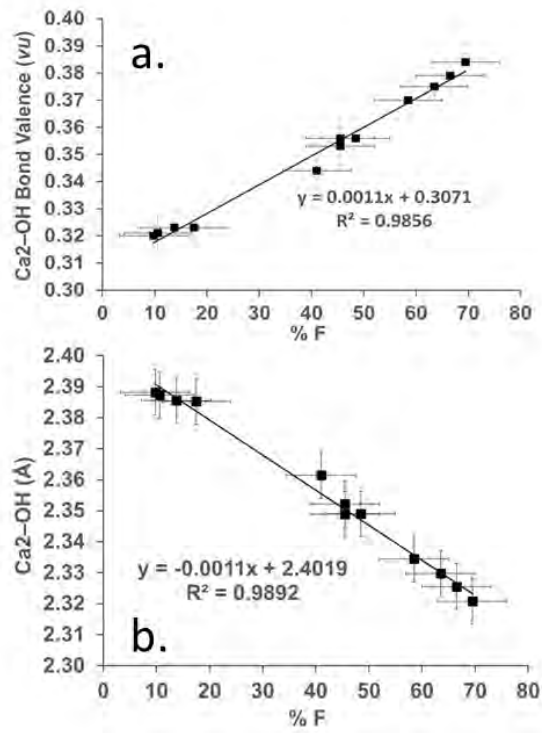 a.
Ca2–OH Bond Valence (vu)
0.40
0.39
0.38
0.37
0.36
0.35
0.34
0.33
0.32
0.31
0.30
y = 0.0011x + 0.3071
R² = 0.9856
0 10 20 30 40 50 60 70 80
% F
Ca2–OH (Å)
2.40
2.39
2.38
2.37
2.36
2.35
2.34
2.33
2.32
2.31
2.30
y = -0.0011x + 2.4019
R² = 0.9892
b.
0 10 20 30 40 50 60 70 80
% F